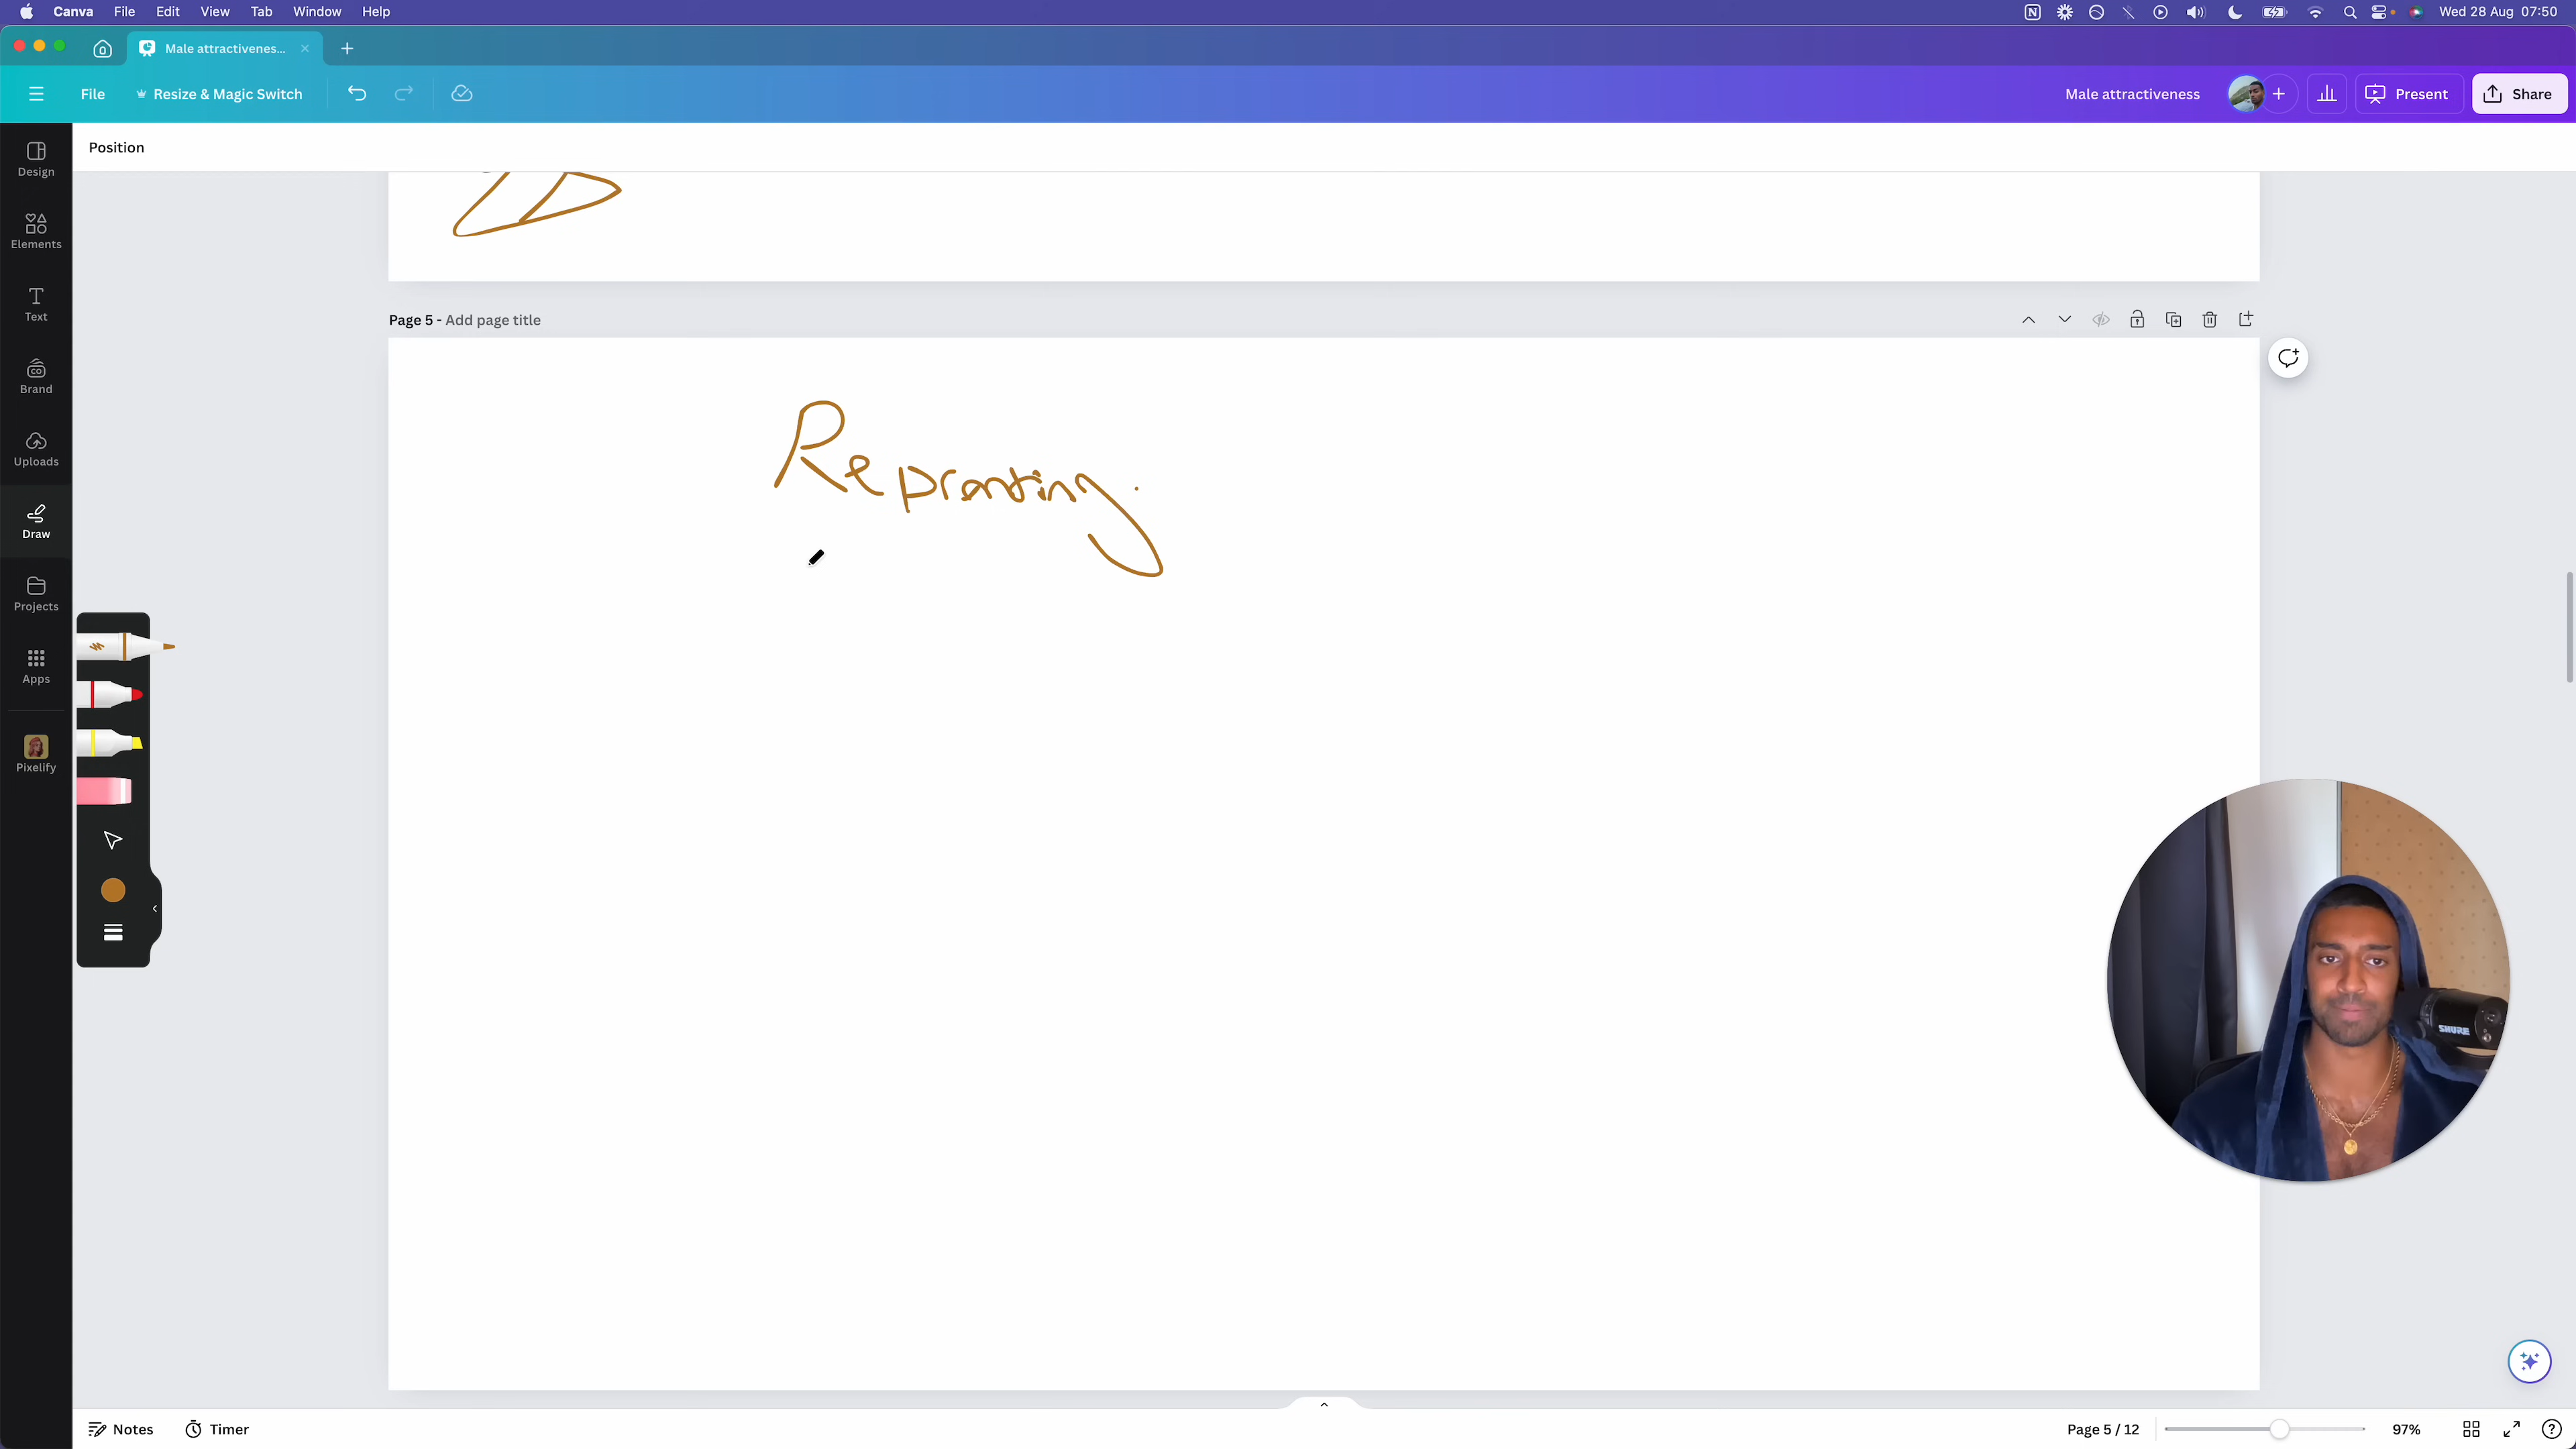 Canva File Edit View Tab Window Help Wed 28 Aug 07:50
Male attractivenes...
File Resize & Magic Switch Male attractiveness Present Share
Design
Position
Elements
Text
Page 5 - Add page title
Brand
CO
Uploads
Draw
Projects
Apps
Pixelify
SHURE
Notes Timer Page 5 / 12 97%